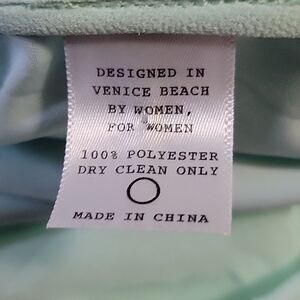 DESIGNED IN
VENICE BEACH
BY WOMEN,
FOR WOMEN
100% POLYESTER
DRY CLEAN ONLY
MADE IN CHINA